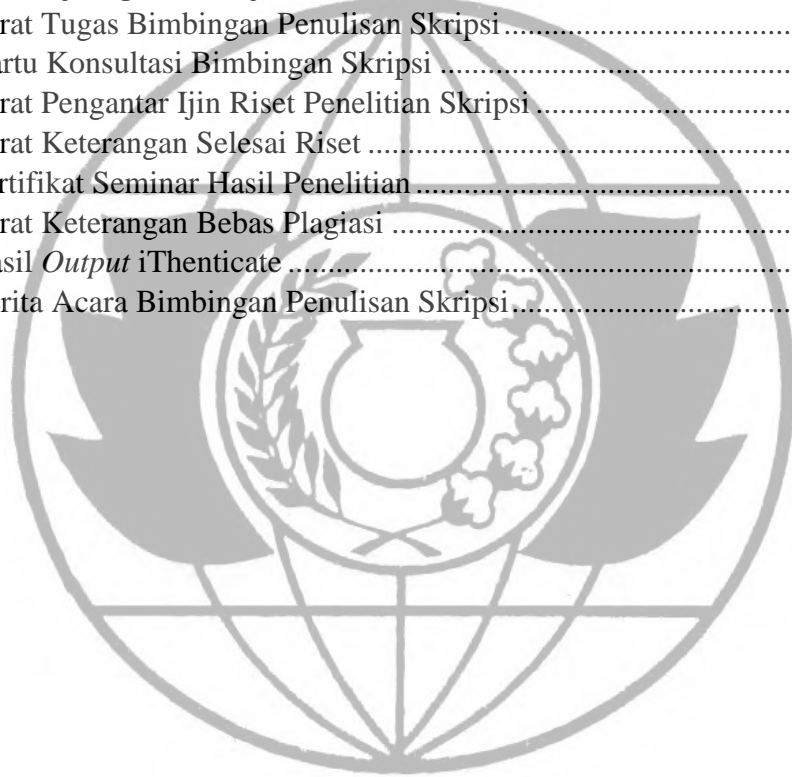 rat Tugas Bimbingan Penulisan Skripsi ....................................
artu Konsultasi Bimbingan Skripsi ............................................
rat Pengantar Ijin Riset Penelitian Skripsi ................................
rat Keterangan Selesai Riset .....................................................
rtifikat Seminar Hasil Penelitian ...............................................
rat Keterangan Bebas Plagiasi ..................................................
asil Output iThenticate ...............................................................
rita Acara Bimbingan Penulisan Skripsi ...................................